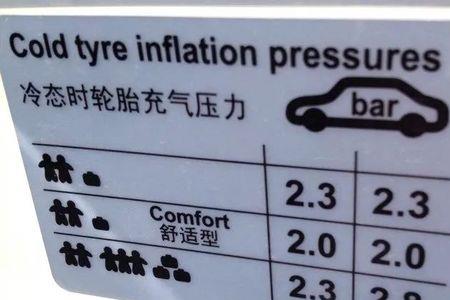 Cold tyre inflation pressures
冷态时轮胎充气压力
bar
2.3 2.3
Comfort 2.0 2.0
舒适型
2.3